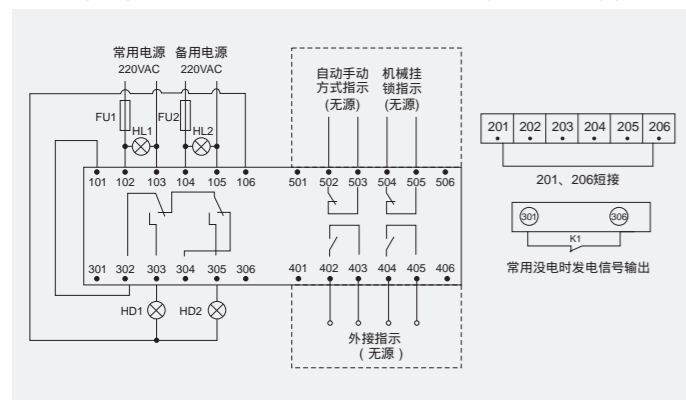 常用电源 备用电源
220VAC 220VAC
FU1 FU2
HL1 HL2
自动手动 机械挂
方式指示 锁指示
(无源) (无源)
101 102 103 104 105 106 501 502 503 504 505 506
301 302 303 304 305 306 401 402 403 404 405 406
HD1 HD2
外接指示
（无源）
201 202 203 204 205 206
201、206短接
301 306
K1
常用没电时发电信号输出